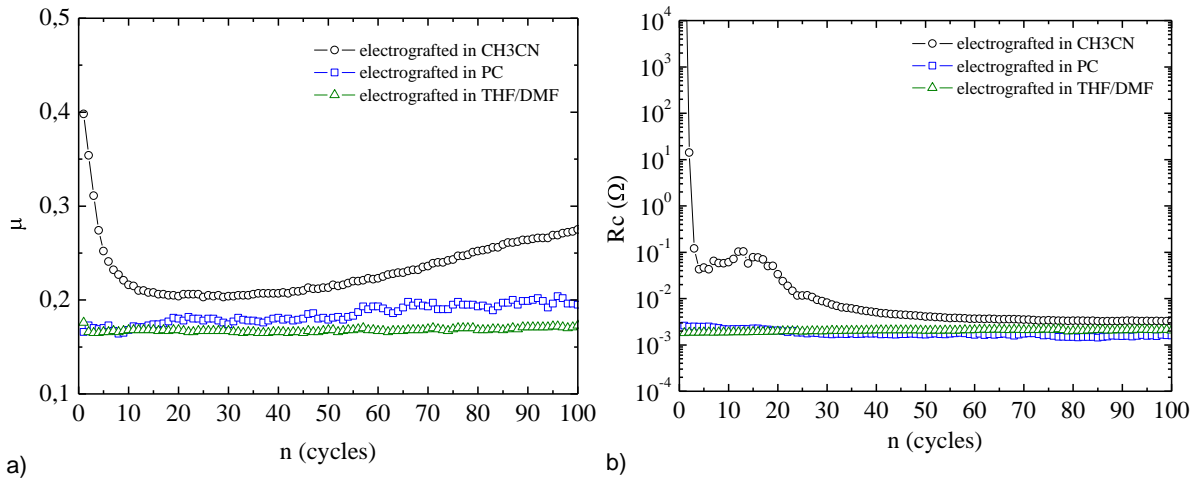 0,5
0,4
0,3
0,2
0,1
μ
0 10 20 30 40 50 60 70 80 90 100
n (cycles)
electrografted in CH3CN
electrografted in PC
electrografted in THF/DMF
a)
10^4
10^3
10^2
10^1
10^0
10^-1
10^-2
10^-3
10^-4
Rc (Ω)
0 10 20 30 40 50 60 70 80 90 100
n (cycles)
electrografted in CH3CN
electrografted in PC
electrografted in THF/DMF
b)